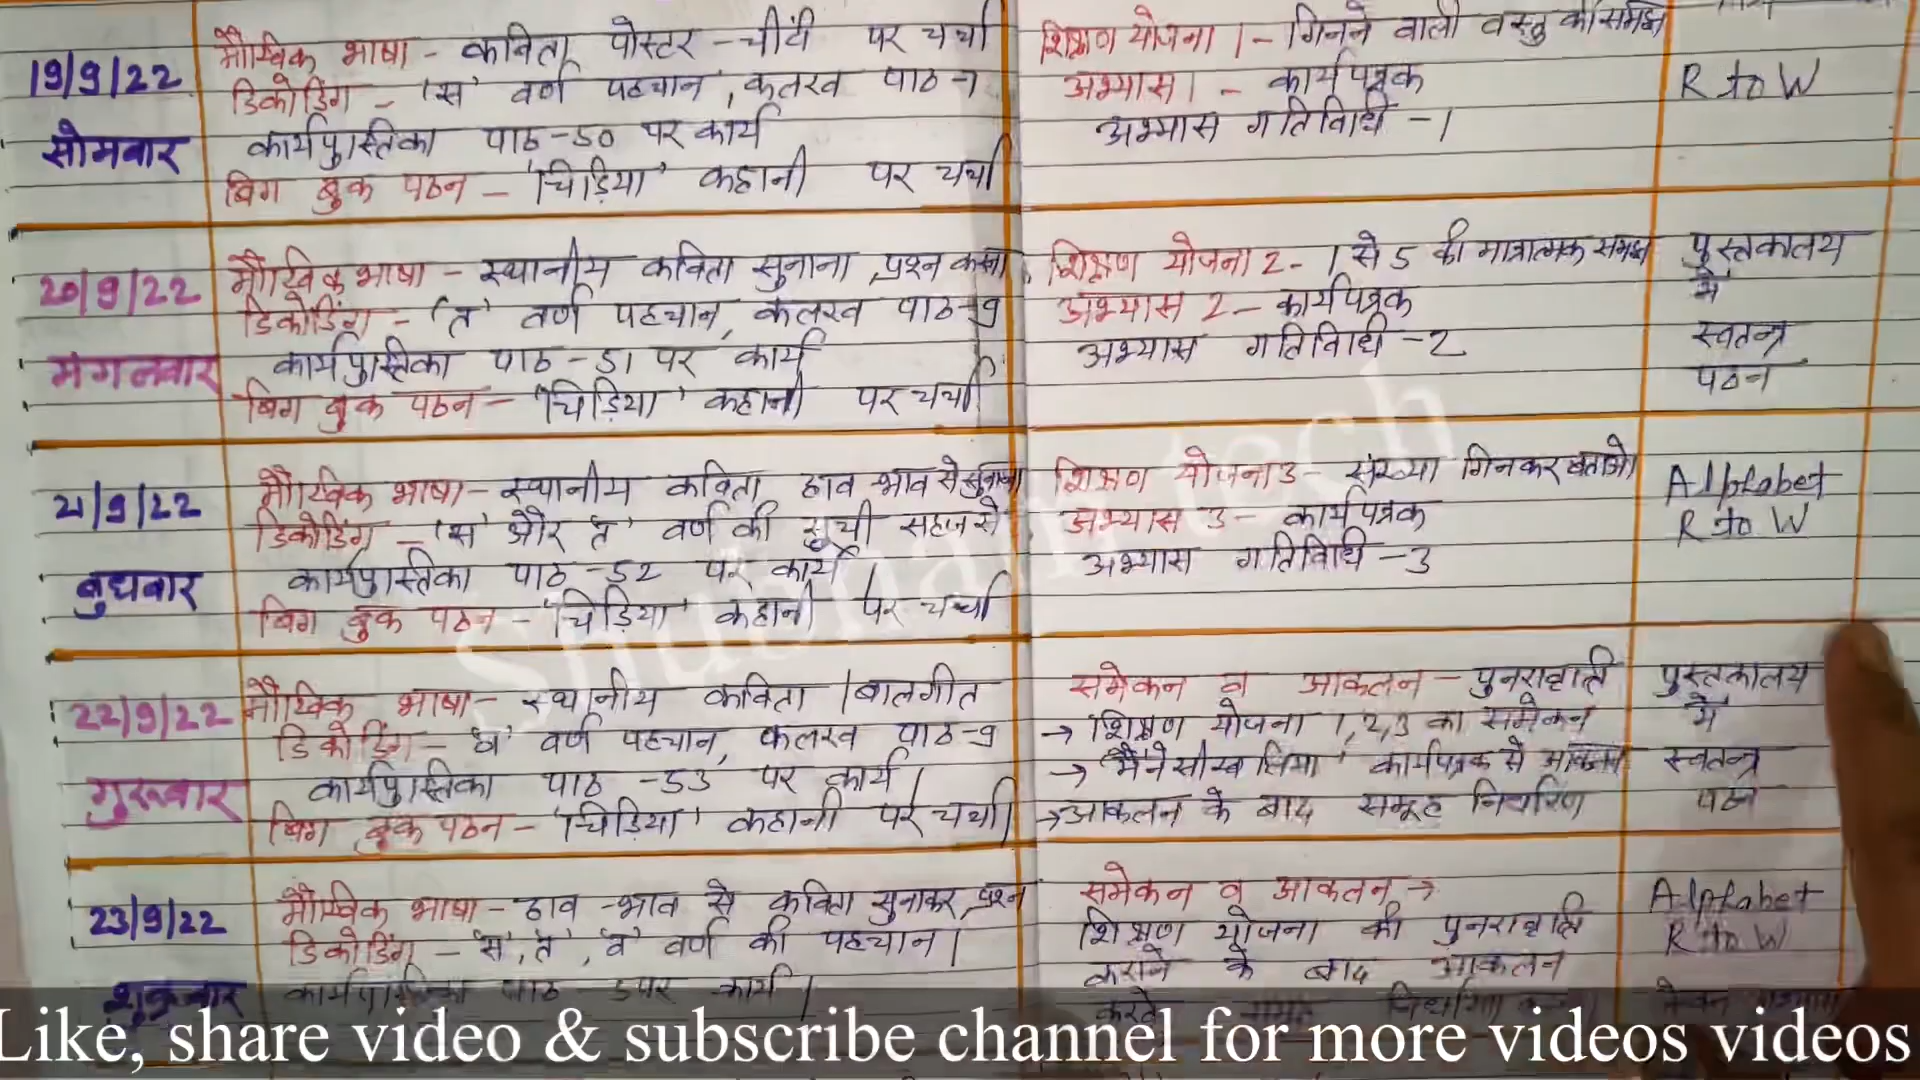 19/9/22
सोमवार
मौखिक भाषा - कविता पोस्टर - चींटी पर चर्चा
डिकोडिंग - 'स' वर्ण पहचान, कलरव पाठ-9
कार्यपुस्तिका पाठ-50 पर कार्य
बिग बुक पठन - 'चिड़िया' कहानी पर चर्चा
शिक्षण योजना 1 - गिनने वाली वस्तु की समझ
अभ्यास 1 - कार्यपत्रक
अभ्यास गतिविधि - 1
R to W
20/9/22
मंगलवार
मौखिक भाषा - स्थानीय कविता सुनाना, प्रश्न करना
डिकोडिंग - 'त' वर्ण पहचान, कलरव पाठ-9
कार्यपुस्तिका पाठ-51 पर कार्य
बिग बुक पठन - 'चिड़िया' कहानी पर चर्चा
शिक्षण योजना 2 - 1 से 5 की मात्रात्मक समझ
अभ्यास 2 - कार्यपत्रक
अभ्यास गतिविधि - 2
पुस्तकालय
में
स्वतन्त्र
पठन
21/9/22
बुधवार
मौखिक भाषा - स्थानीय कविता हाव-भाव से सुनाना
डिकोडिंग - 'स' और 'त' वर्ण की सूची सहज से
कार्यपुस्तिका पाठ-52 पर कार्य
बिग बुक पठन - 'चिड़िया' कहानी पर चर्चा
शिक्षण योजना 3 - संख्या गिनकर बताओ
अभ्यास 3 - कार्यपत्रक
अभ्यास गतिविधि - 3
Alphabet
R to W
22/9/22
गुरूवार
मौखिक भाषा - स्थानीय कविता / बालगीत
डिकोडिंग - 'व' वर्ण पहचान, कलरव पाठ-9
कार्यपुस्तिका पाठ-53 पर कार्य।
बिग बुक पठन - 'चिड़िया' कहानी पर चर्चा।
समेकन व आकलन - पुनरावृत्ति
→ शिक्षण योजना 1,2,3 का समेकन
→ 'मैंने सीख लिया' कार्यपत्रक से आकलन
→ आकलन के बाद समूह निर्धारण
पुस्तकालय
में
स्वतन्त्र
पठन
23/9/22
शुक्रवार
मौखिक भाषा - हाव-भाव से कविता सुनाकर प्रश्न
डिकोडिंग - 'स', 'त', 'व' वर्ण की पहचान।
कार्यपुस्तिका पाठ - पर कार्य।
समेकन व आकलन →
शिक्षण योजना की पुनरावृत्ति
कराने के बाद आकलन
करके समूह
Alphabet
R to W
Like, share video & subscribe channel for more videos videos